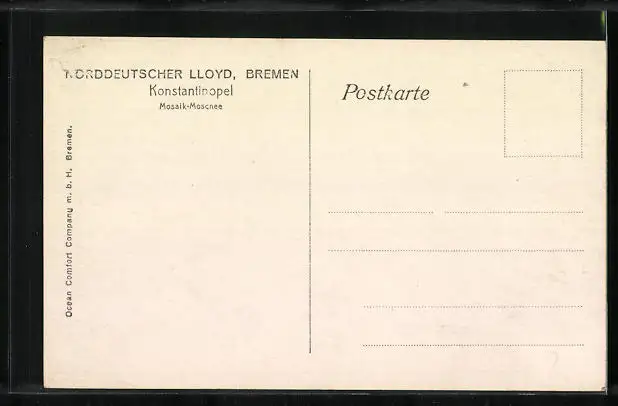 NORDDEUTSCHER LLOYD, BREMEN
Konstantinopel
Mosaik-Moschee
Postkarte
Ocean Comfort Company m. b. H. Bremen.